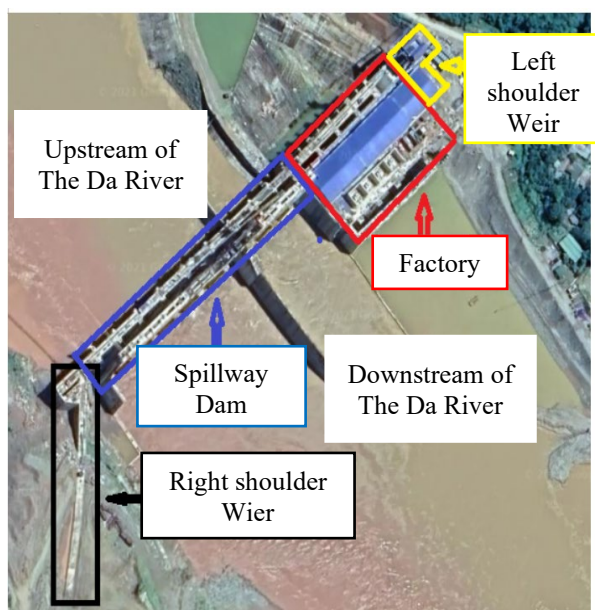 Left
shoulder
Weir
Upstream of
The Da River
Factory
Spillway
Dam
Downstream of
The Da River
Right shoulder
Wier